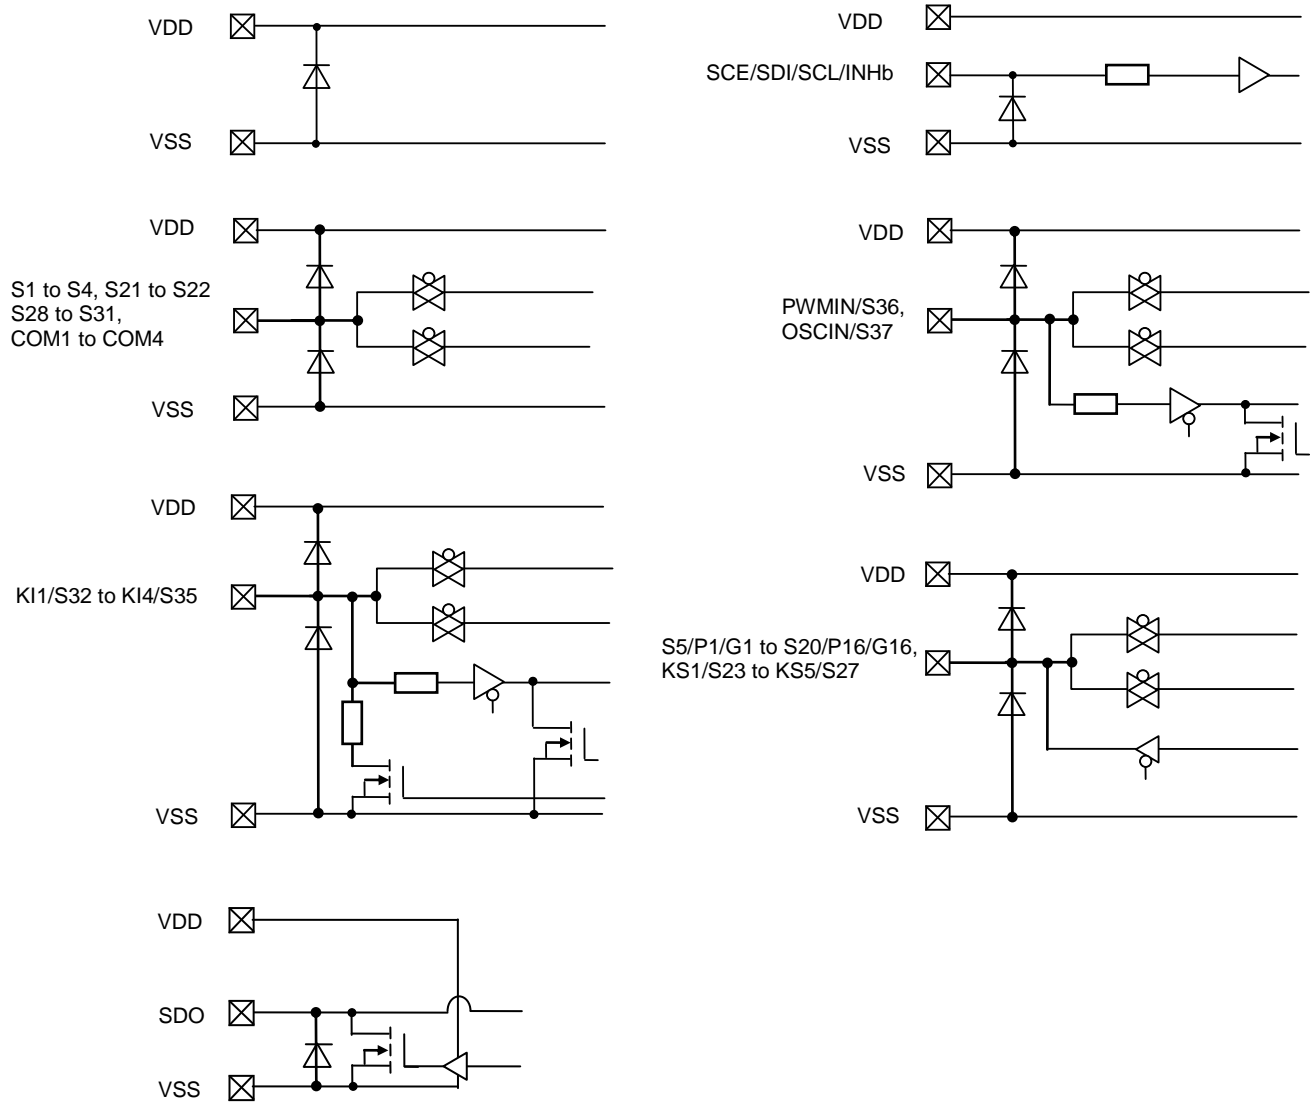 VDD
VSS
VDD
SCE/SDI/SCL/INHb
VSS
VDD
S1 to S4, S21 to S22
S28 to S31,
COM1 to COM4
VSS
VDD
PWMIN/S36,
OSCIN/S37
VSS
VDD
KI1/S32 to KI4/S35
VSS
VDD
S5/P1/G1 to S20/P16/G16,
KS1/S23 to KS5/S27
VSS
VDD
SDO
VSS